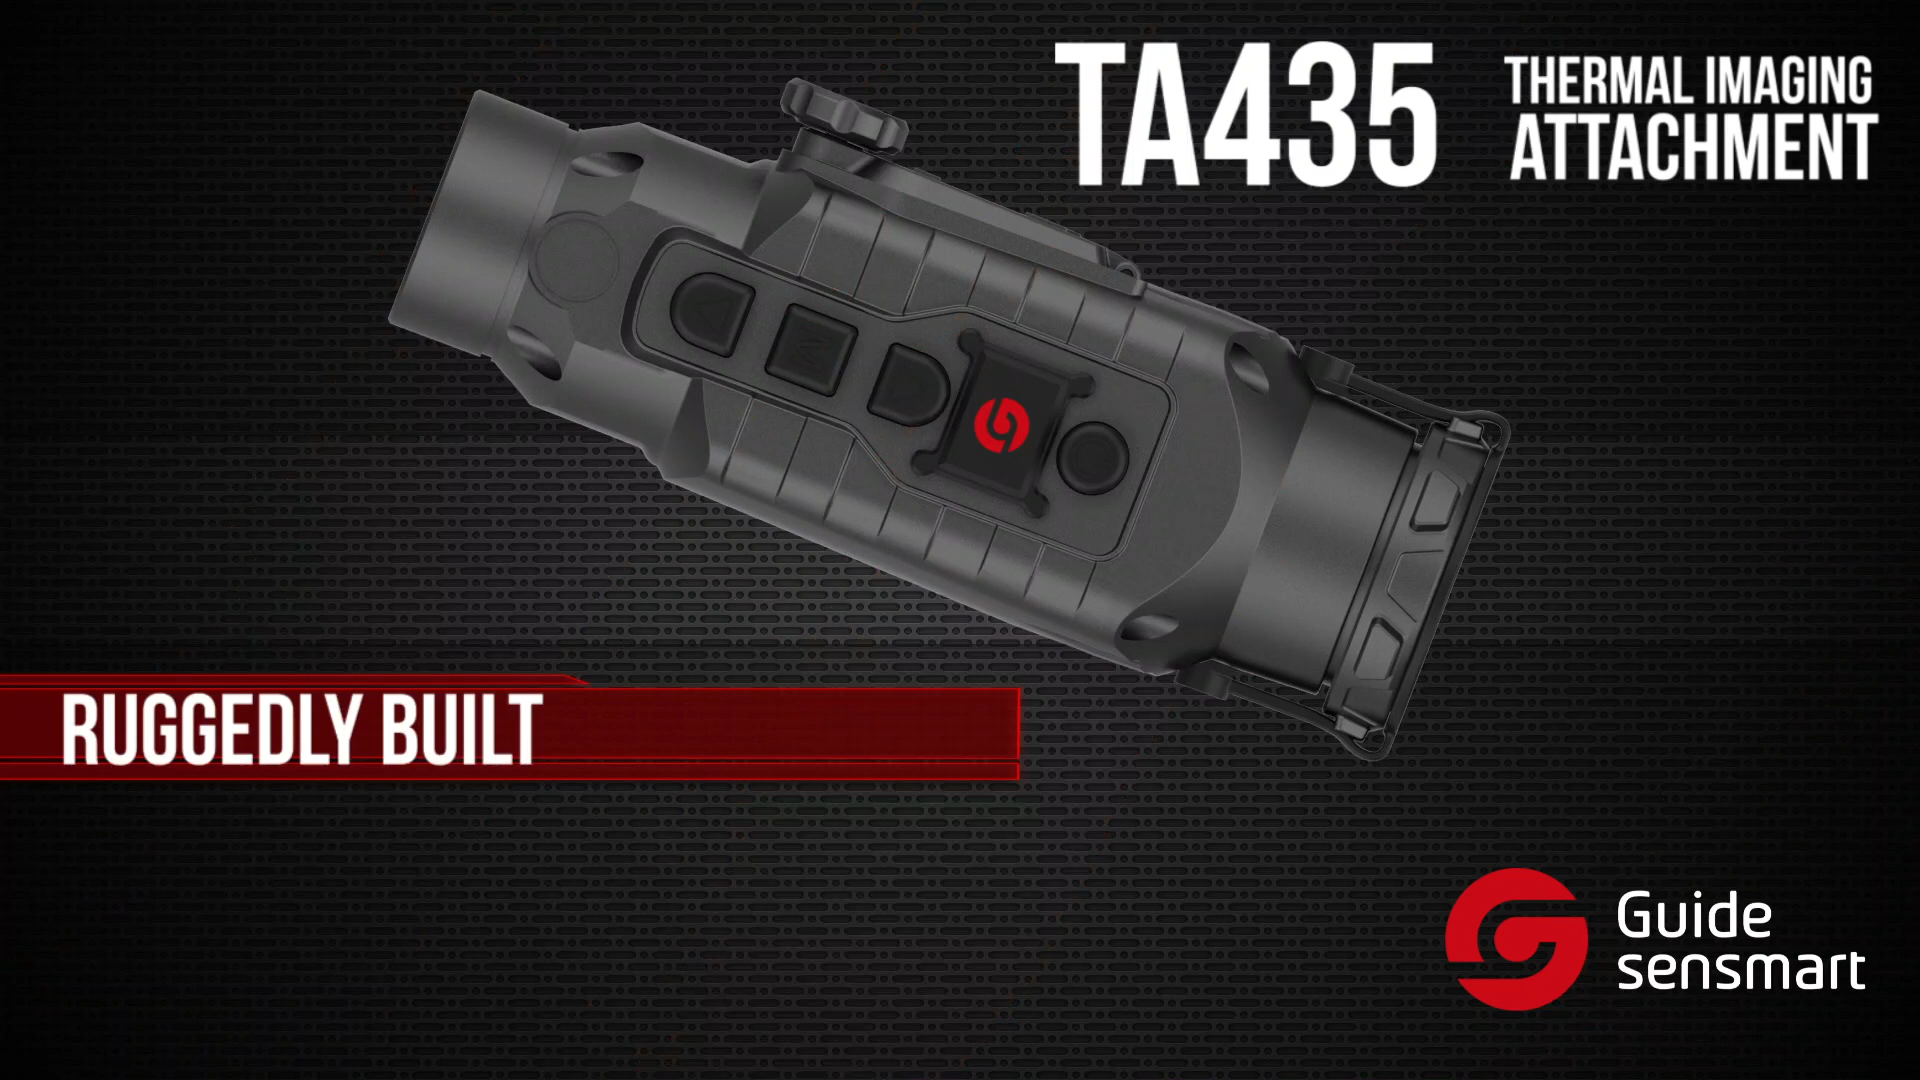 TA435
THERMAL IMAGING
ATTACHMENT
RUGGEDLY BUILT
Guide
sensmart